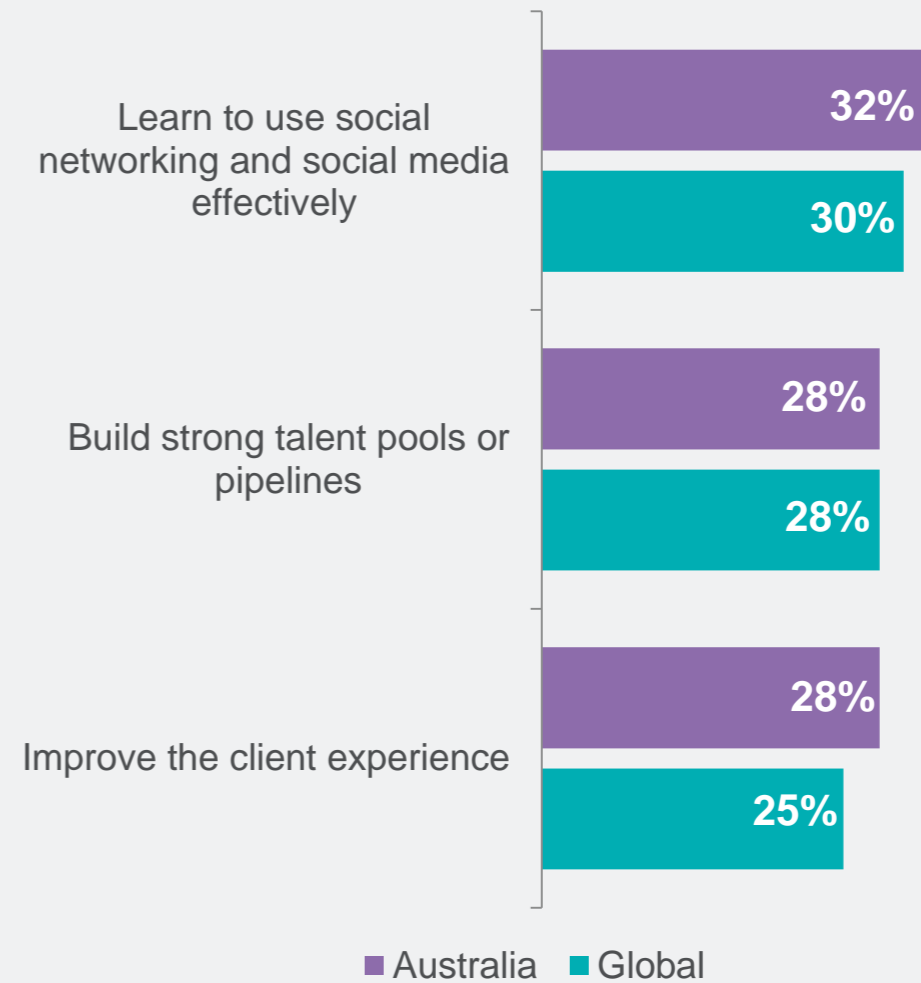 Learn to use social
networking and social media
effectively
32%
30%
Build strong talent pools or
pipelines
28%
28%
Improve the client experience
28%
25%
Australia Global